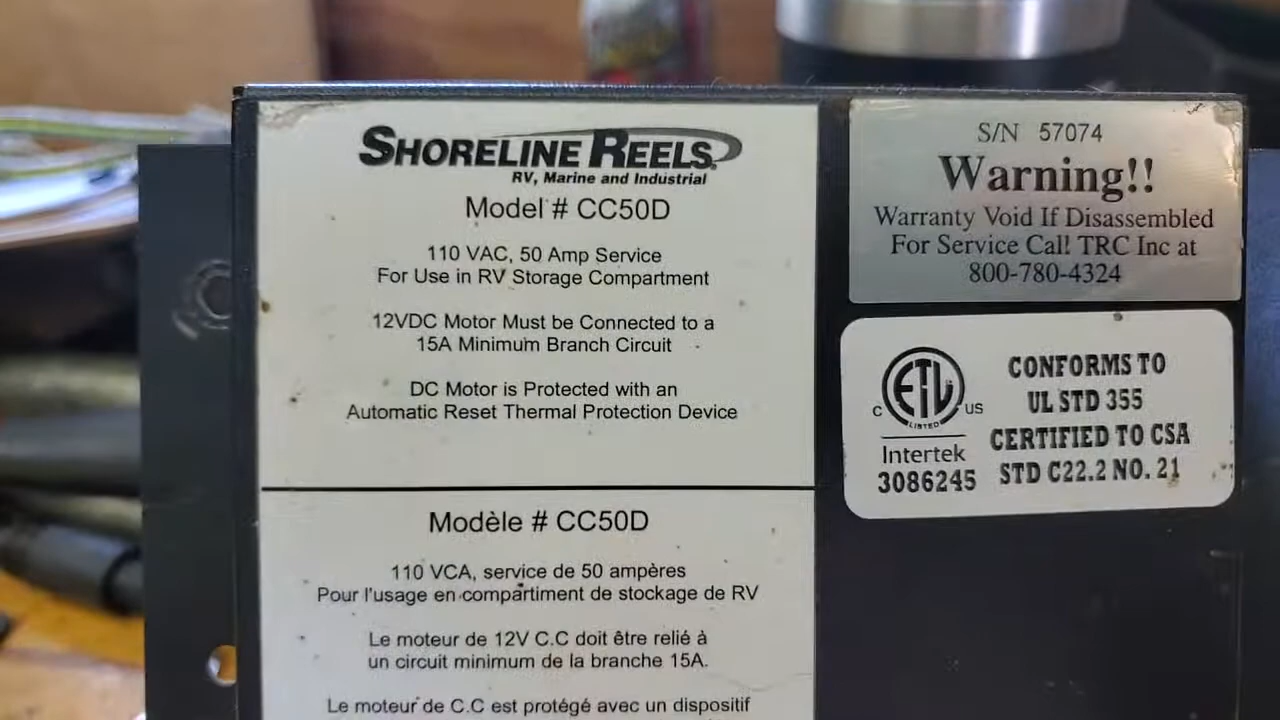 SHORELINE REELS®
RV, Marine and Industrial
Model # CC50D
110 VAC, 50 Amp Service
For Use in RV Storage Compartment
12VDC Motor Must be Connected to a
15A Minimum Branch Circuit
DC Motor is Protected with an
Automatic Reset Thermal Protection Device
Modèle # CC50D
110 VCA, service de 50 ampères
Pour l'usage en compartiment de stockage de RV
Le moteur de 12V C.C doit être relié à
un circuit minimum de la branche 15A.
Le moteur de C.C est protégé avec un dispositif
S/N 57074
Warning!!
Warranty Void If Disassembled
For Service Call TRC Inc at
800-780-4324
ETL
C US
LISTED
Intertek
3086245
CONFORMS TO
UL STD 355
CERTIFIED TO CSA
STD C22.2 NO. 21